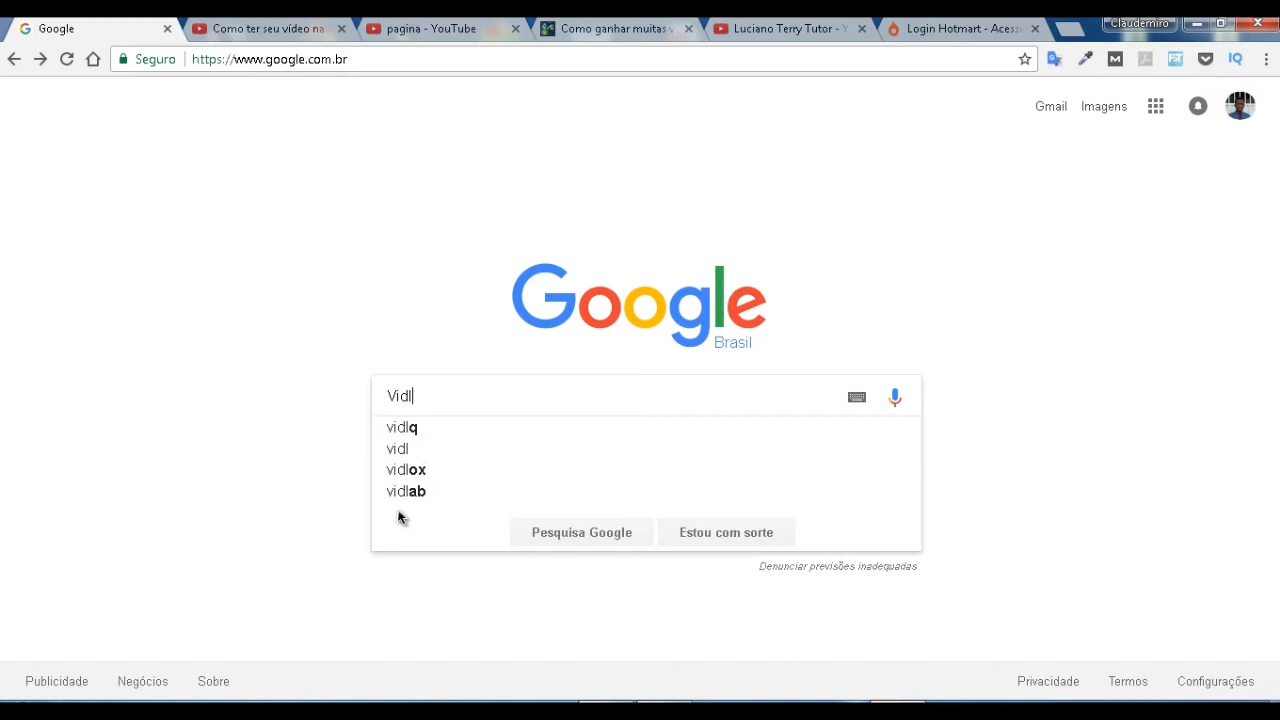 Claudemiro
Google
Como ter seu vídeo na
pagina - YouTube
Como ganhar muitas v
Luciano Terry Tutor - Y
Login Hotmart - Acess
Seguro
https://www.google.com.br
M
IQ
Gmail
Imagens
Google
Brasil
Vidl
vidlq
vidl
vidlox
vidlab
Pesquisa Google
Estou com sorte
Denunciar previsões inadequadas
Publicidade
Negócios
Sobre
Privacidade
Termos
Configurações